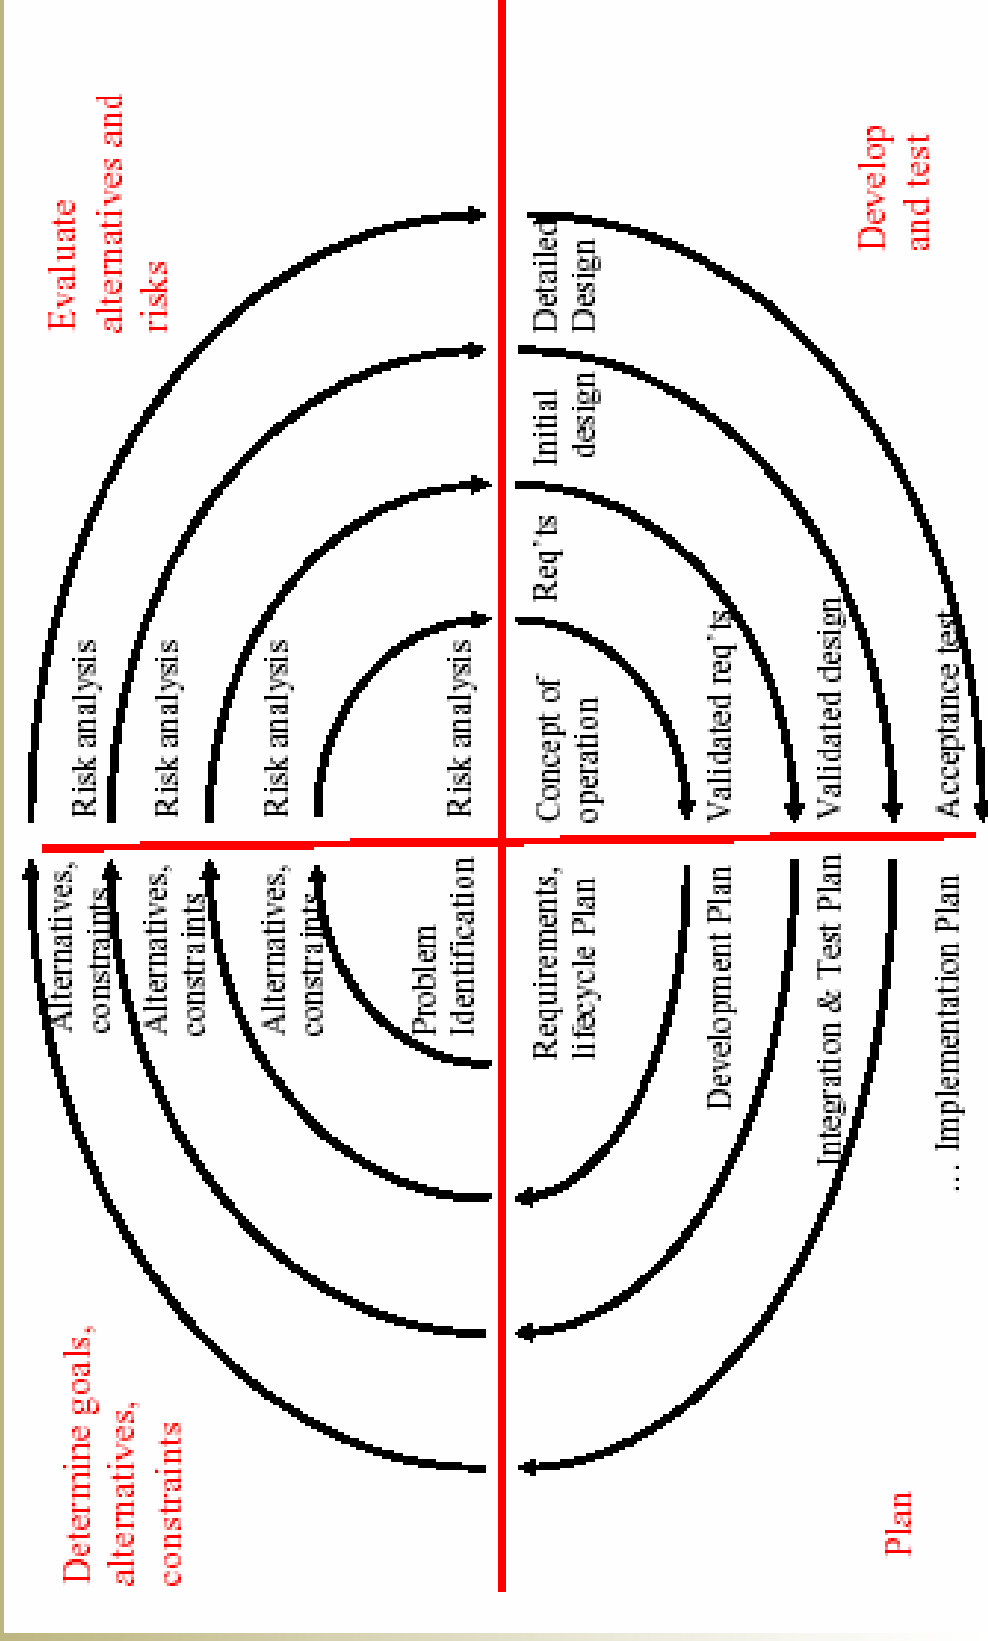 Determine goals,
alternatives,
constraints
Evaluate
alternatives and
risks
Alternatives,
constraints
Risk analysis
Alternatives,
constraints
Risk analysis
Alternatives,
constraints
Risk analysis
Problem
Identification
Risk analysis
Requirements,
lifecycle Plan
Concept of
operation
Req'ts
Initial
design
Detailed
Design
Development Plan
Validated req'ts
Integration & Test Plan
Validated design
... Implementation Plan
Acceptance test
Plan
Develop
and test